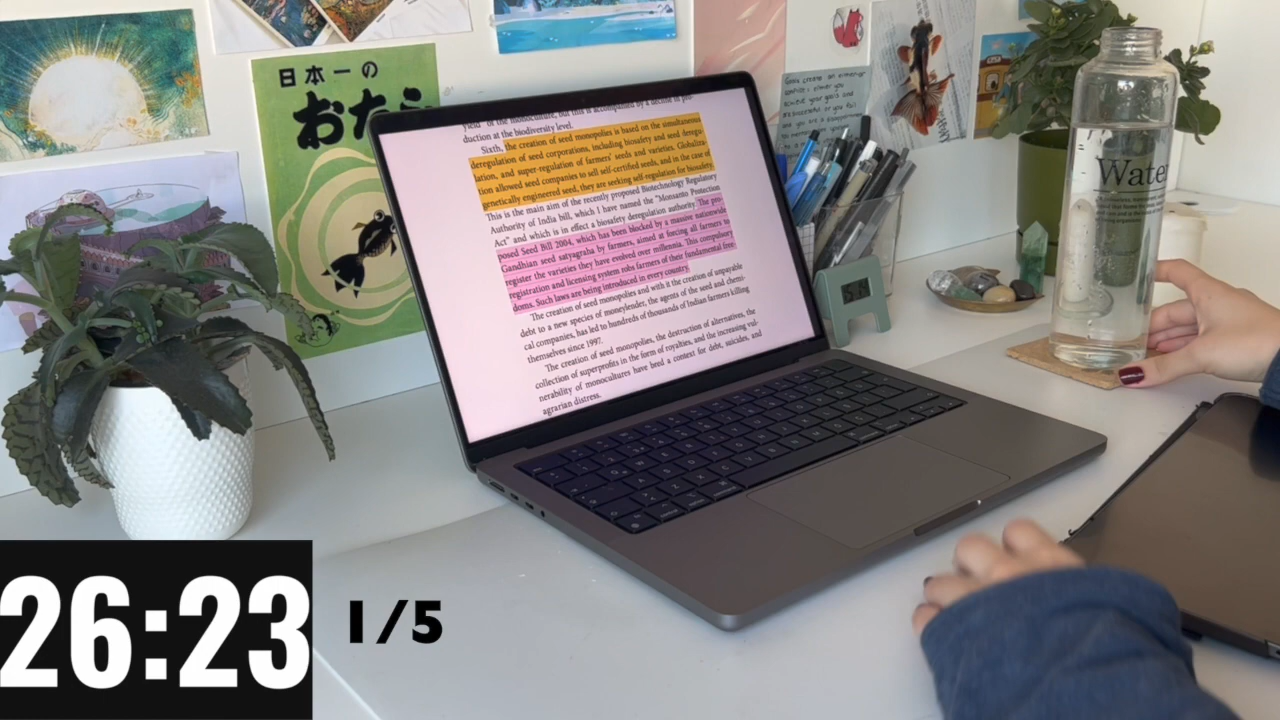 日本一の
おたら
yield" of the monoculture, but this is accompanied by a decline in pro-
duction at the biodiversity level.
Sixth, the creation of seed monopolies is based on the simultaneous
deregulation of seed corporations, including biosafety and seed deregu-
lation, and super-regulation of farmers' seeds and varieties. Globaliza-
tion allowed seed companies to sell self-certified seeds, and in the case of
genetically engineered seed, they are seeking self-regulation for biosafety.
This is the main aim of the recently proposed Biotechnology Regulatory
Authority of India bill, which I have named the "Monsanto Protection
Act" and which is in effect a biosafety deregulation authority. The pro-
posed Seed Bill 2004, which has been blocked by a massive nationwide
Gandhian seed satyagraha by farmers, aimed at forcing all farmers to
register the varieties they have evolved over millennia. This compulsory
registration and licensing system robs farmers of their fundamental free-
doms. Such laws are being introduced in every country.
The creation of seed monopolies and with it the creation of unpayable
debt to a new species of moneylender, the agents of the seed and chemi-
cal companies, has led to hundreds of thousands of Indian farmers killing
themselves since 1997.
The creation of seed monopolies, the destruction of alternatives, the
collection of superprofits in the form of royalties, and the increasing vul-
nerability of monocultures have bred a context for debt, suicides, and
agrarian distress.
Water
26:23
1/5